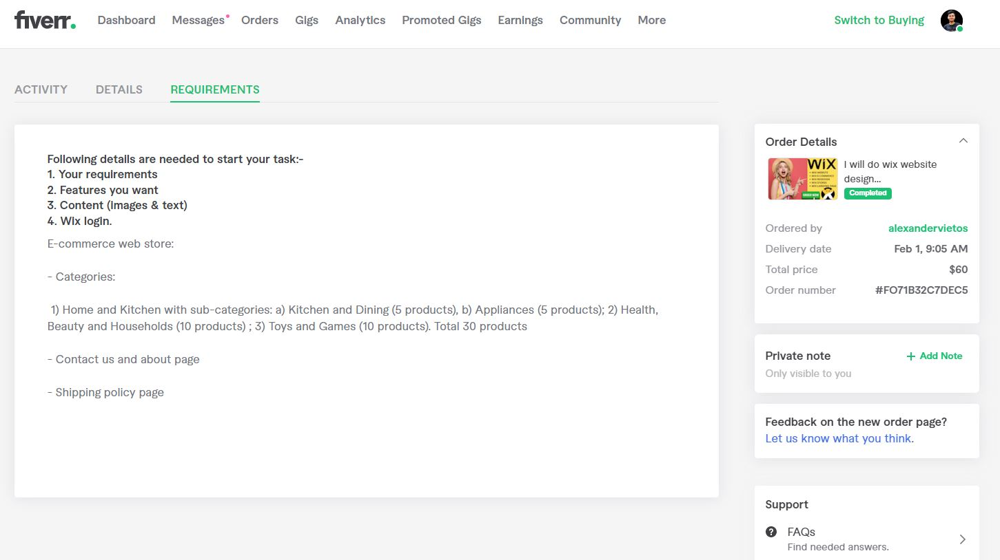 fiverr.
Dashboard
Messages
Orders
Gigs
Analytics
Promoted Gigs
Earnings
Community
More
Switch to Buying
ACTIVITY
DETAILS
REQUIREMENTS
Following details are needed to start your task:-
1. Your requirements
2. Features you want
3. Content (images & text)
4. Wix login.
E-commerce web store:
- Categories:
1) Home and Kitchen with sub-categories: a) Kitchen and Dining (5 products), b) Appliances (5 products); 2) Health,
Beauty and Households (10 products) ; 3) Toys and Games (10 products). Total 30 products
- Contact us and about page
- Shipping policy page
Order Details
WiX
I will do wix website
design...
Completed
Ordered by
alexandervietos
Delivery date
Feb 1, 9:05 AM
Total price
$60
Order number
#FO71B32C7DEC5
Private note
+ Add Note
Only visible to you
Feedback on the new order page?
Let us know what you think.
Support
FAQs
Find needed answers.